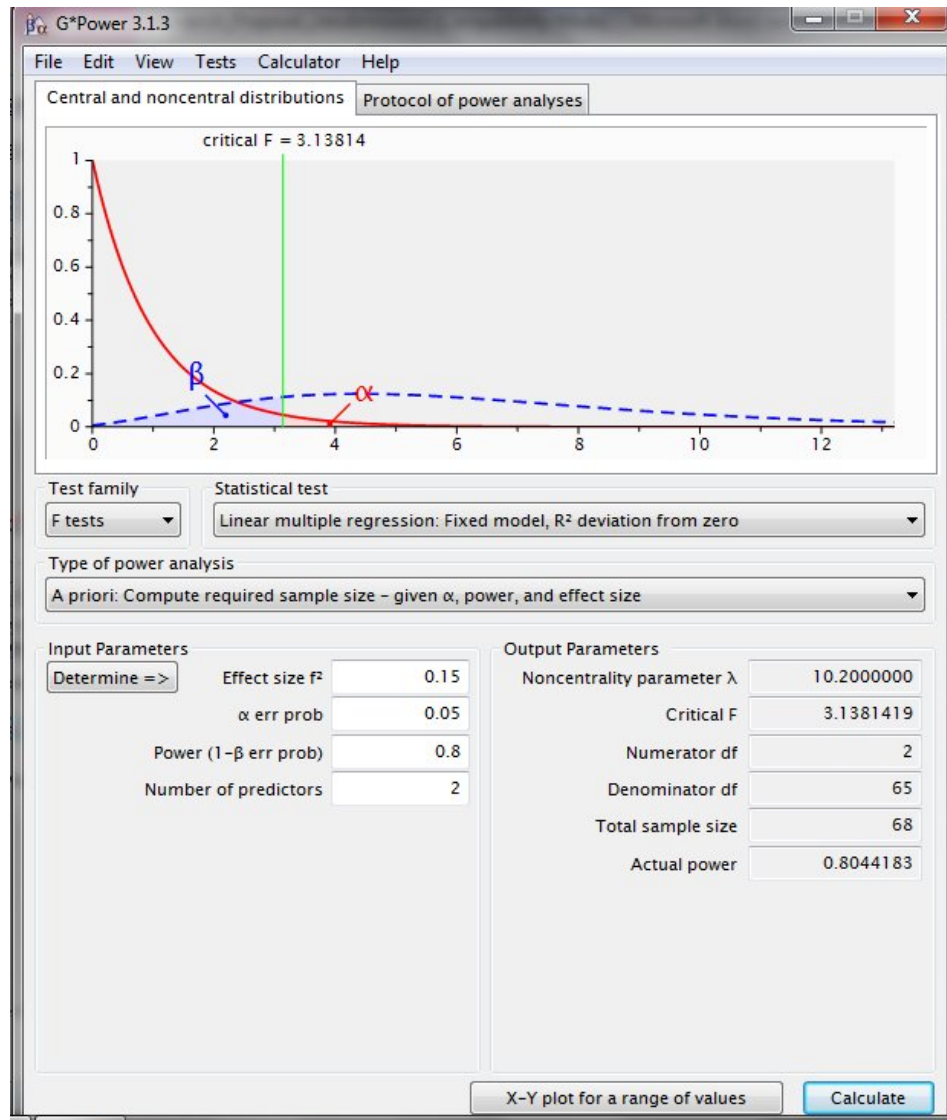 βα G*Power 3.1.3
File Edit View Tests Calculator Help
Central and noncentral distributions Protocol of power analyses
critical F = 3.13814
1
0.8
0.6
0.4
0.2
0
β
α
0 2 4 6 8 10 12
Test family Statistical test
F tests Linear multiple regression: Fixed model, R² deviation from zero
Type of power analysis
A priori: Compute required sample size – given α, power, and effect size
Input Parameters Output Parameters
Determine => Effect size f² 0.15 Noncentrality parameter λ 10.2000000
α err prob 0.05 Critical F 3.1381419
Power (1-β err prob) 0.8 Numerator df 2
Number of predictors 2 Denominator df 65
Total sample size 68
Actual power 0.8044183
X-Y plot for a range of values Calculate